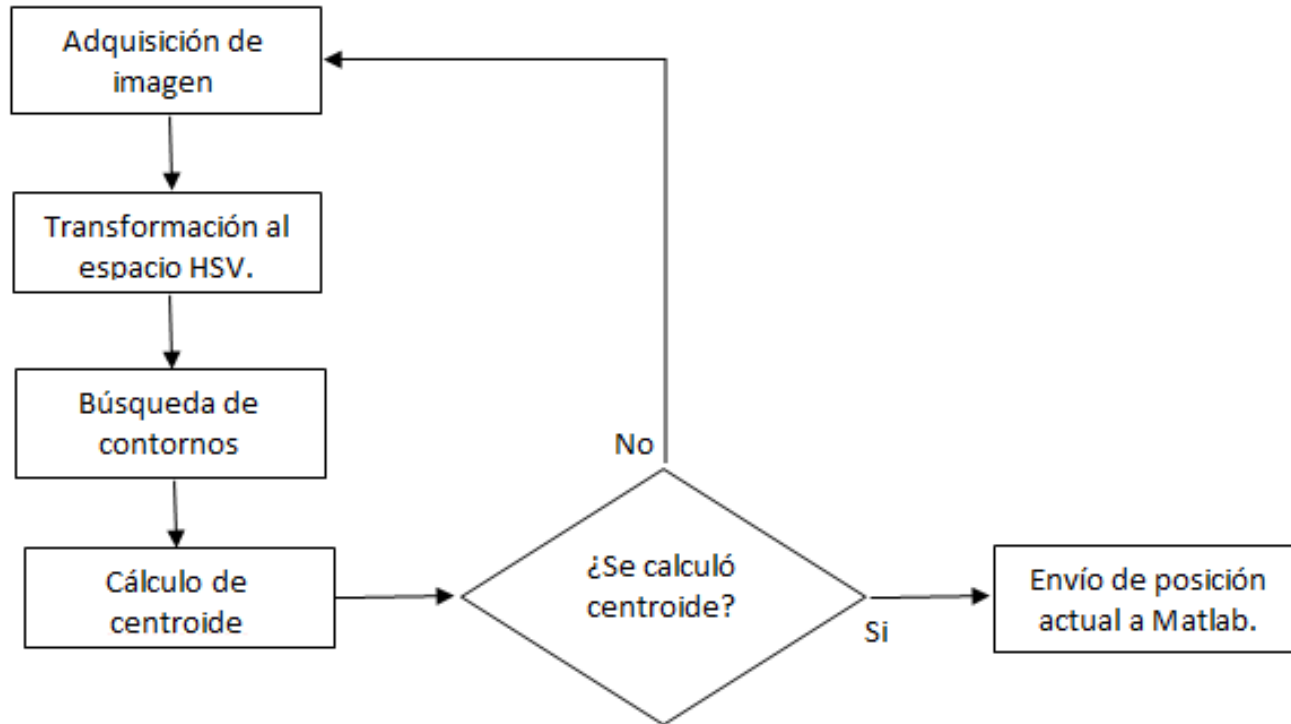 Adquisición de
imagen
Transformación al
espacio HSV.
Búsqueda de
contornos
Cálculo de
centroide
¿Se calculó
centroide?
No
Si
Envío de posición
actual a Matlab.